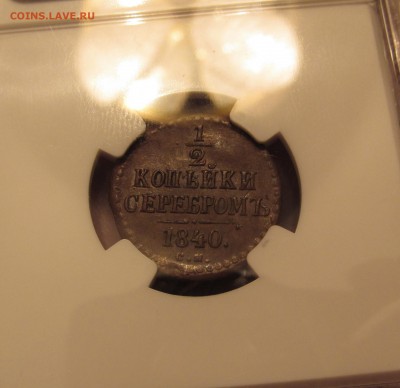 COINS.LAVE.RU
1
2.
КОПѢЙКИ
СЕРЕБРОМЪ
1840.